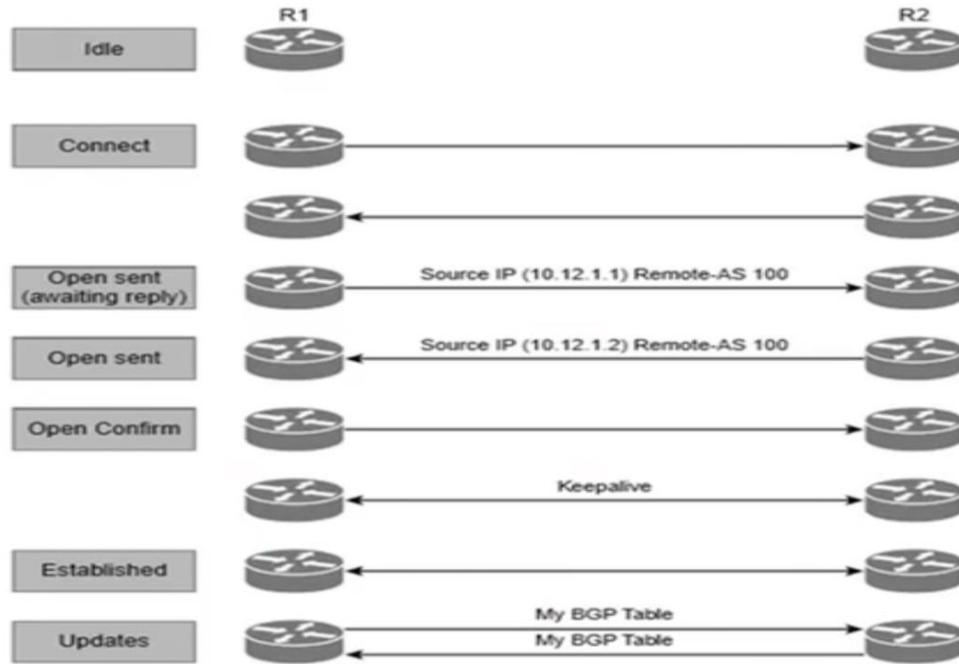 R1
R2
Idle
Connect
Open sent
(awaiting reply)
Source IP (10.12.1.1) Remote-AS 100
Open sent
Source IP (10.12.1.2) Remote-AS 100
Open Confirm
Keepalive
Established
Updates
My BGP Table
My BGP Table